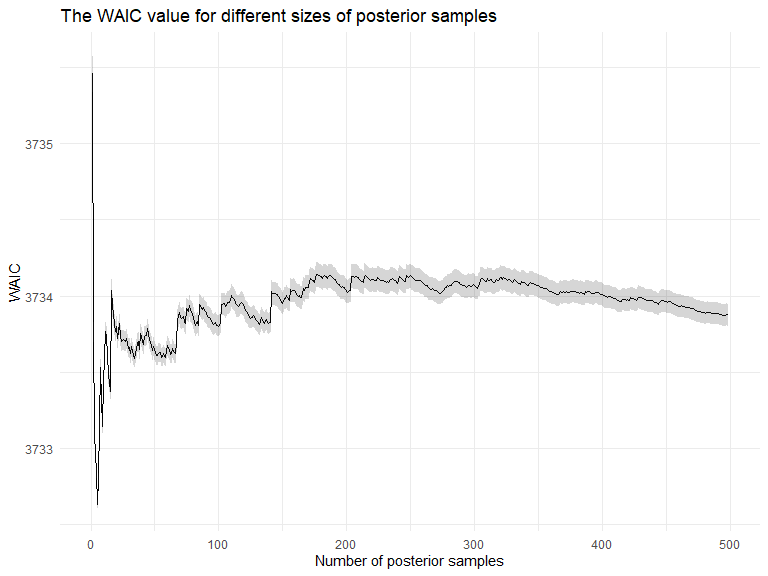 The WAIC value for different sizes of posterior samples
WAIC
3735
3734
3733
0 100 200 300 400 500
Number of posterior samples